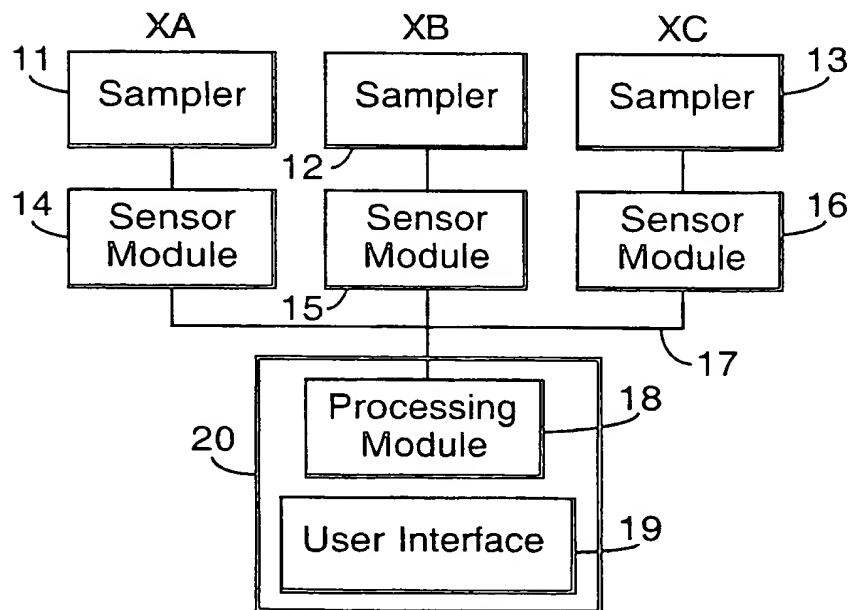 XA XB XC
11 Sampler Sampler Sampler 13
12
14 Sensor Module Sensor Module Sensor Module 16
15
17
Processing Module 18
20
User Interface 19